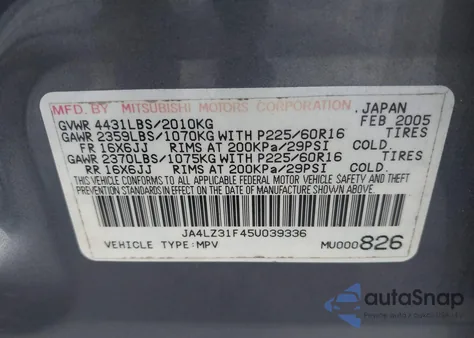 MFD. BY MITSUBISHI MOTORS CORPORATION, JAPAN
GVWR 4431LBS/2010KG FEB 2005
GAWR 2359LBS/1070KG WITH P225/60R16 TIRES
FR 16X6JJ RIMS AT 200KPa/29PSI COLD.
GAWR 2370LBS/1075KG WITH P225/60R16 TIRES
RR 16X6JJ RIMS AT 200KPa/29PSI COLD.
THIS VEHICLE CONFORMS TO ALL APPLICABLE FEDERAL MOTOR VEHICLE SAFETY AND THEFT
PREVENTION STANDARDS IN EFFECT ON THE DATE OF MANUFACTURE SHOWN ABOVE.
JA4LZ31F45U039336
VEHICLE TYPE:MPV MU000826
autoSnap